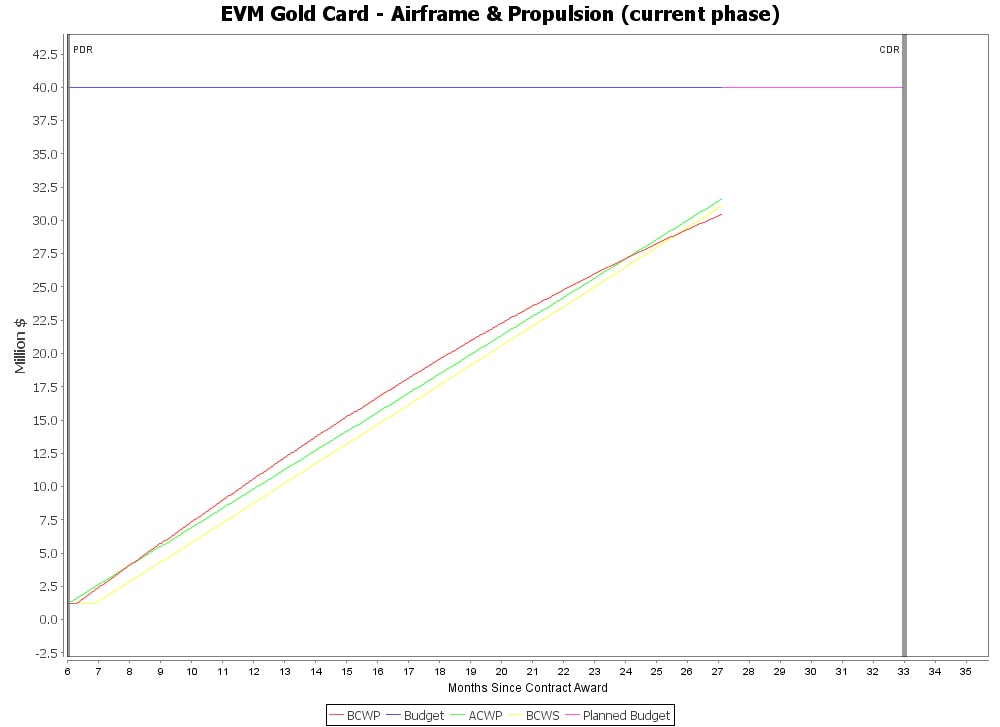 EVM Gold Card - Airframe & Propulsion (current phase)
PDR
CDR
42.5
40.0
37.5
35.0
32.5
30.0
27.5
25.0
22.5
20.0
17.5
15.0
12.5
10.0
7.5
5.0
2.5
0.0
-2.5
Million $
6 7 8 9 10 11 12 13 14 15 16 17 18 19 20 21 22 23 24 25 26 27 28 29 30 31 32 33 34 35
Months Since Contract Award
BCWP Budget ACWP BCWS Planned Budget